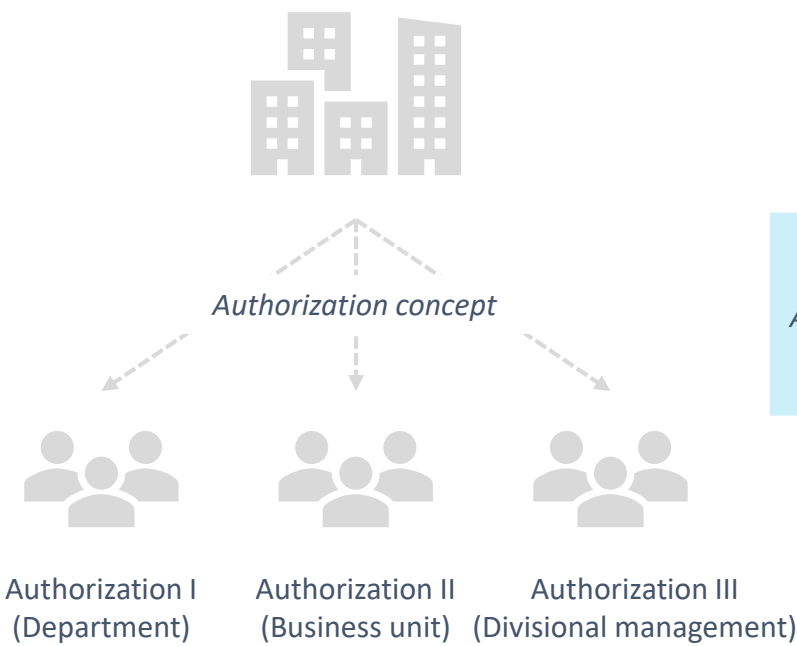 Authorization concept
A
Authorization I
(Department)
Authorization II
(Business unit)
Authorization III
(Divisional management)